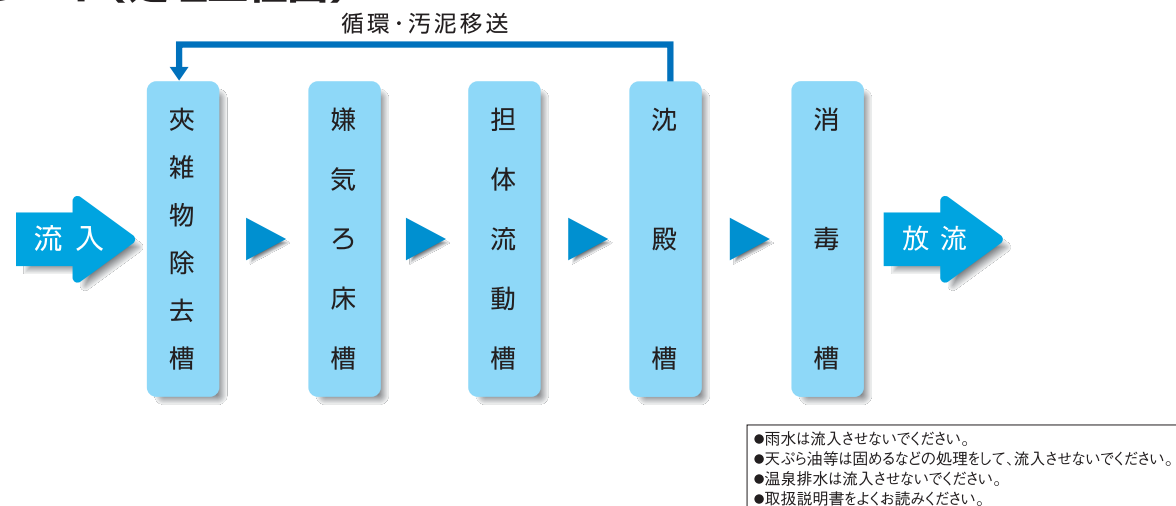 循環・汚泥移送
流入
夾雑物除去槽
嫌気ろ床槽
担体流動槽
沈殿槽
消毒槽
放流
●雨水は流入させないでください。
●天ぷら油等は固めるなどの処理をして、流入させないでください。
●温泉排水は流入させないでください。
●取扱説明書をよくお読みください。